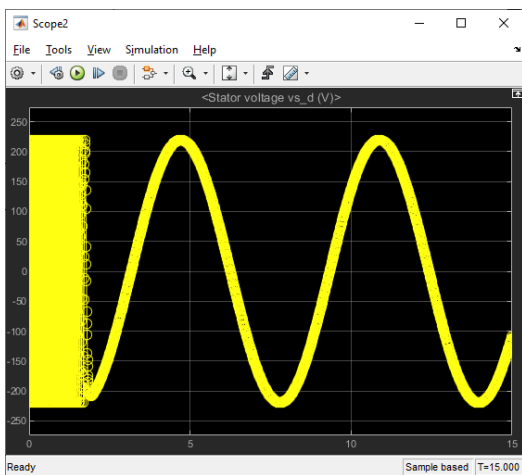 Scope2
File Tools View Simulation Help
<Stator voltage vs_d (V)>
250
200
150
100
50
0
-50
-100
-150
-200
-250
0 5 10 15
Ready Sample based T=15.000